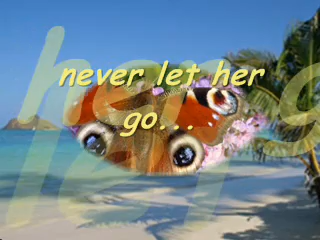 never let her
go. . .